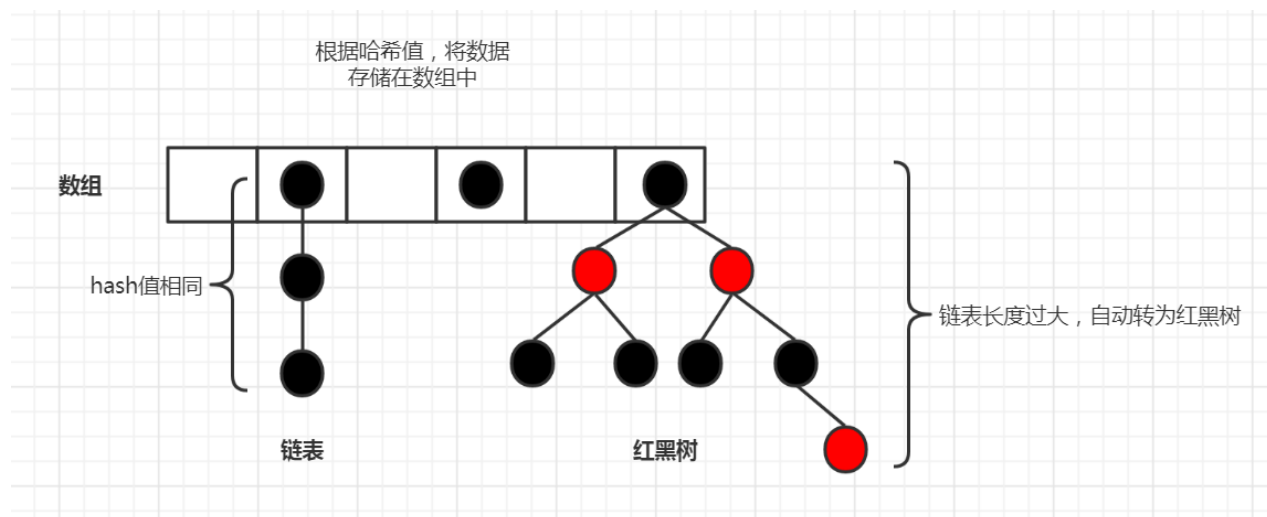 根据哈希值，将数据
存储在数组中
数组
hash值相同
链表长度过大，自动转为红黑树
链表
红黑树